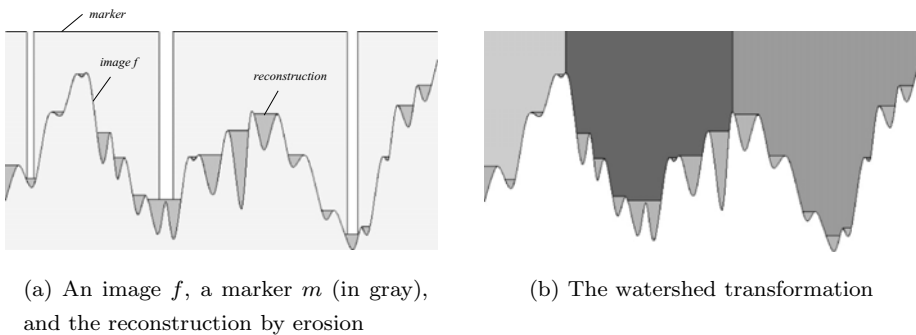 marker
image f
reconstruction
(a) An image f, a marker m (in gray),
and the reconstruction by erosion
(b) The watershed transformation